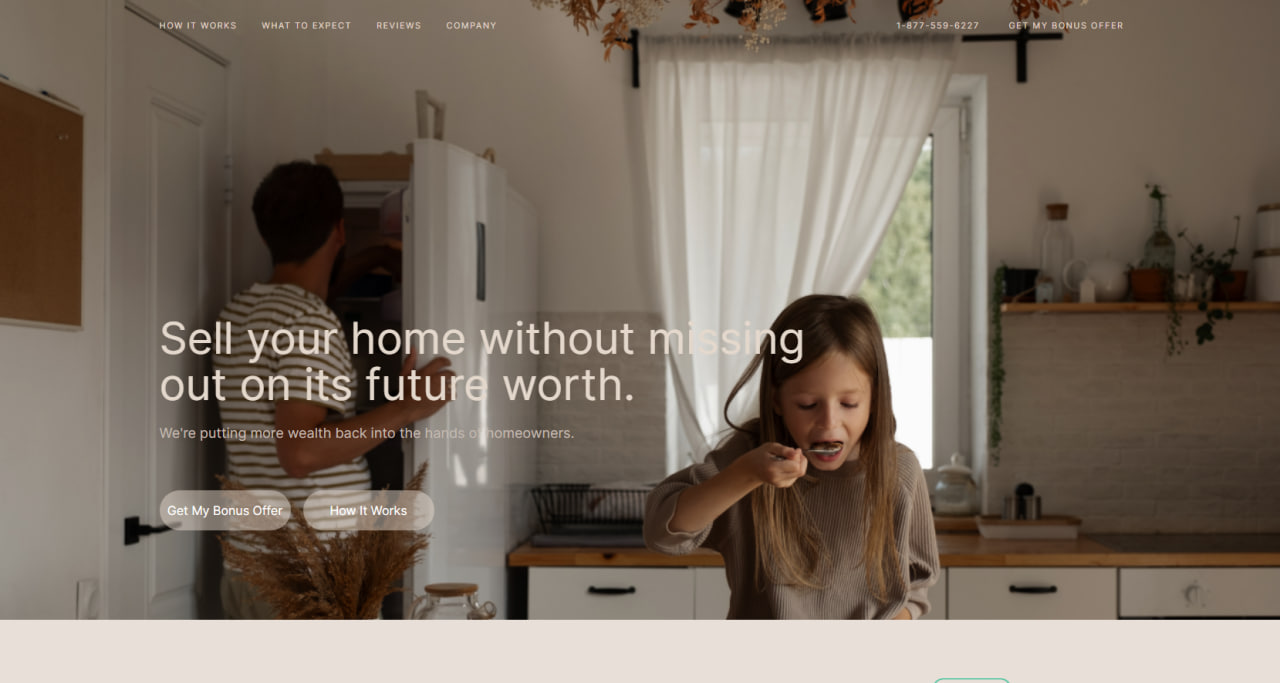 HOW IT WORKS
WHAT TO EXPECT
REVIEWS
COMPANY
1-877-559-6227
GET MY BONUS OFFER
Sell your home without missing
out on its future worth.
We're putting more wealth back into the hands of homeowners.
Get My Bonus Offer
How It Works